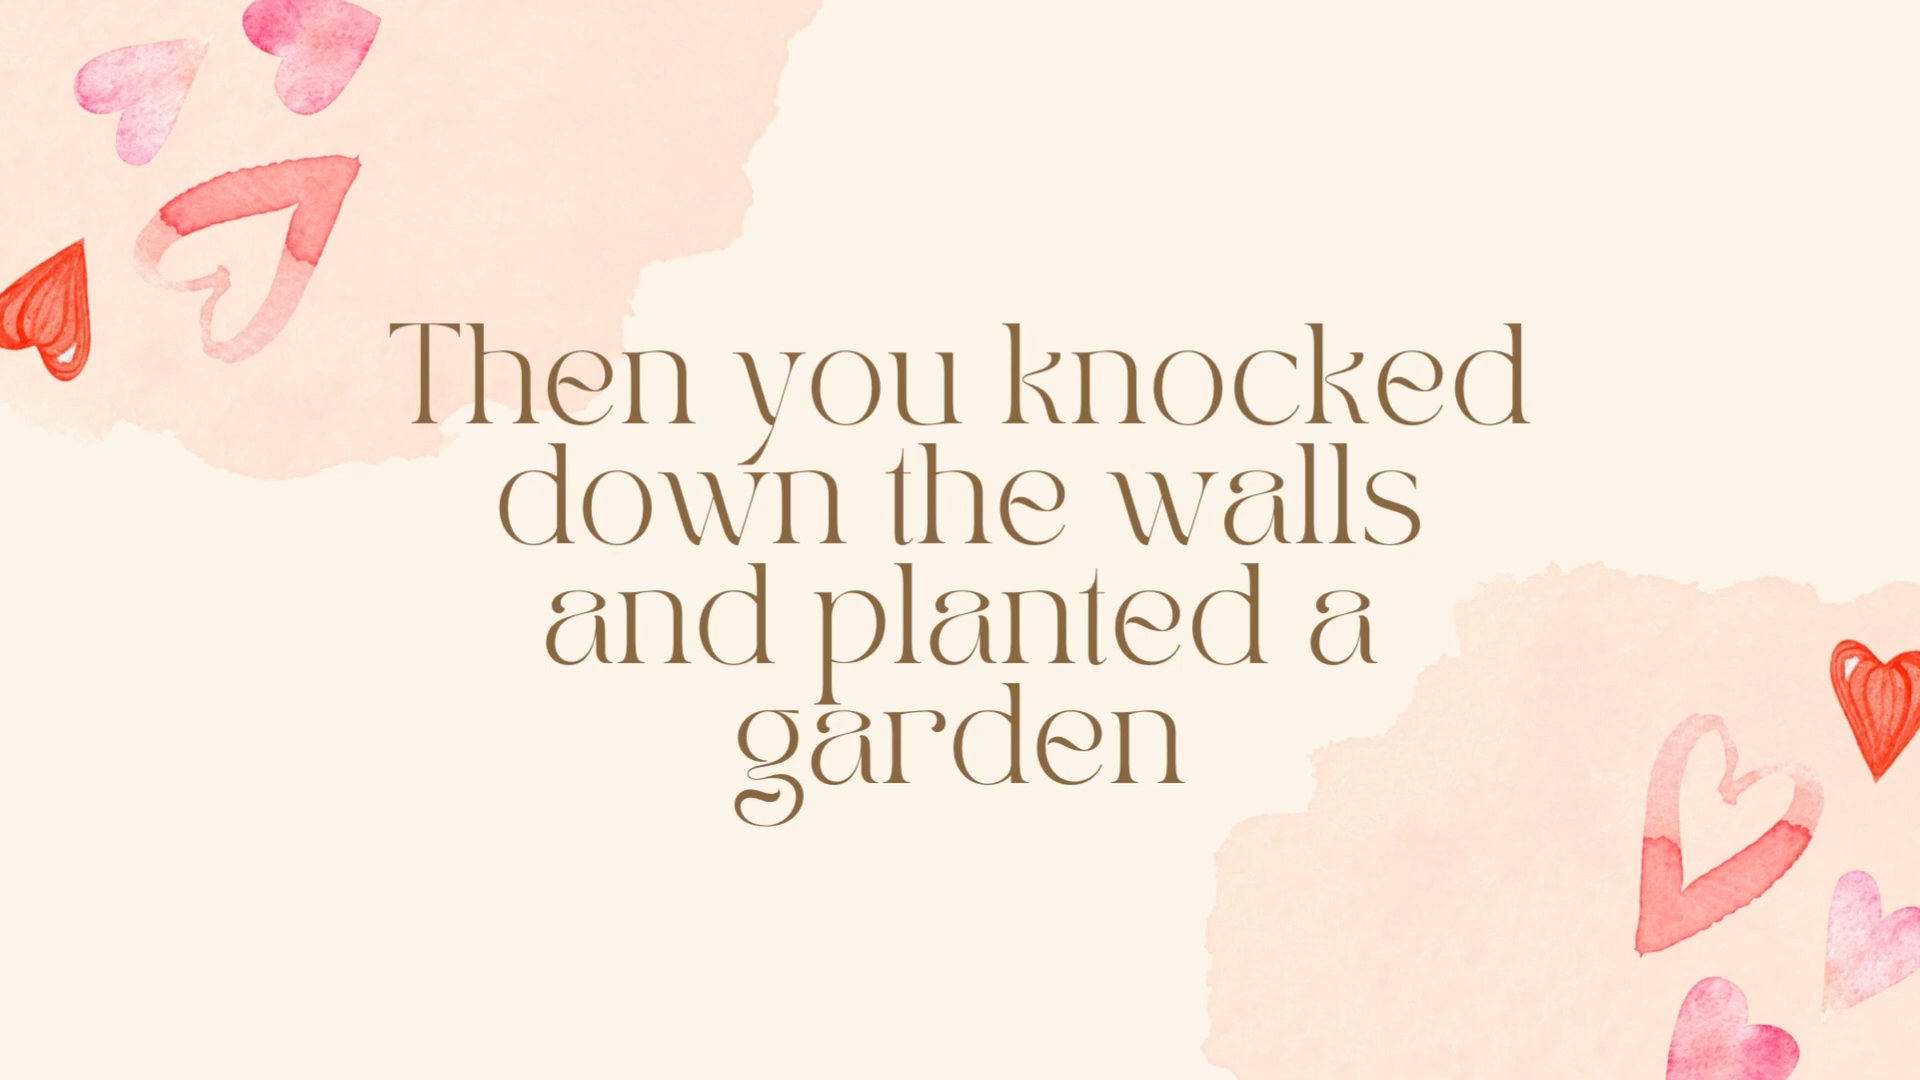 Then you knocked
down the walls
and planted a
garden